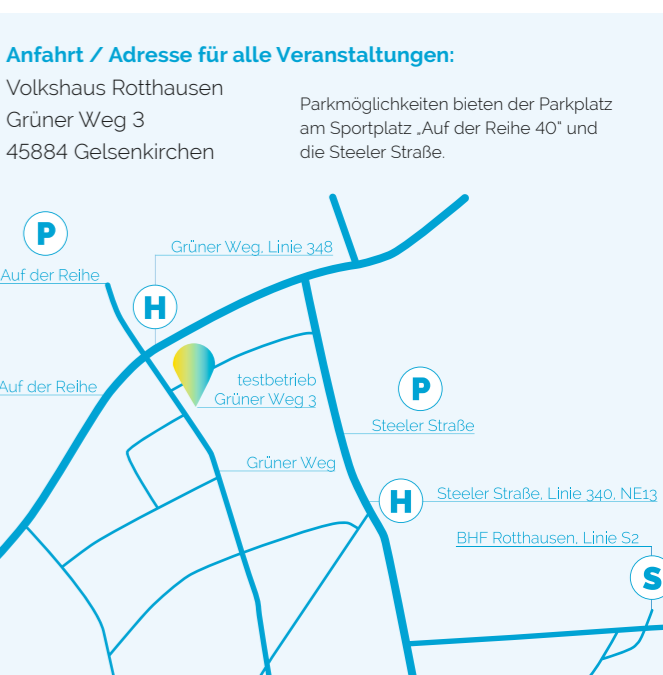 Anfahrt / Adresse für alle Veranstaltungen:
Volkshaus Rotthausen
Grüner Weg 3
45884 Gelsenkirchen
Parkmöglichkeiten bieten der Parkplatz
am Sportplatz „Auf der Reihe 40“ und
die Steeler Straße.
P
Auf der Reihe
Grüner Weg, Linie 348
H
Auf der Reihe
testbetrieb
Grüner Weg 3
P
Steeler Straße
Grüner Weg
H
Steeler Straße, Linie 340, NE13
BHF Rotthausen, Linie S2
S